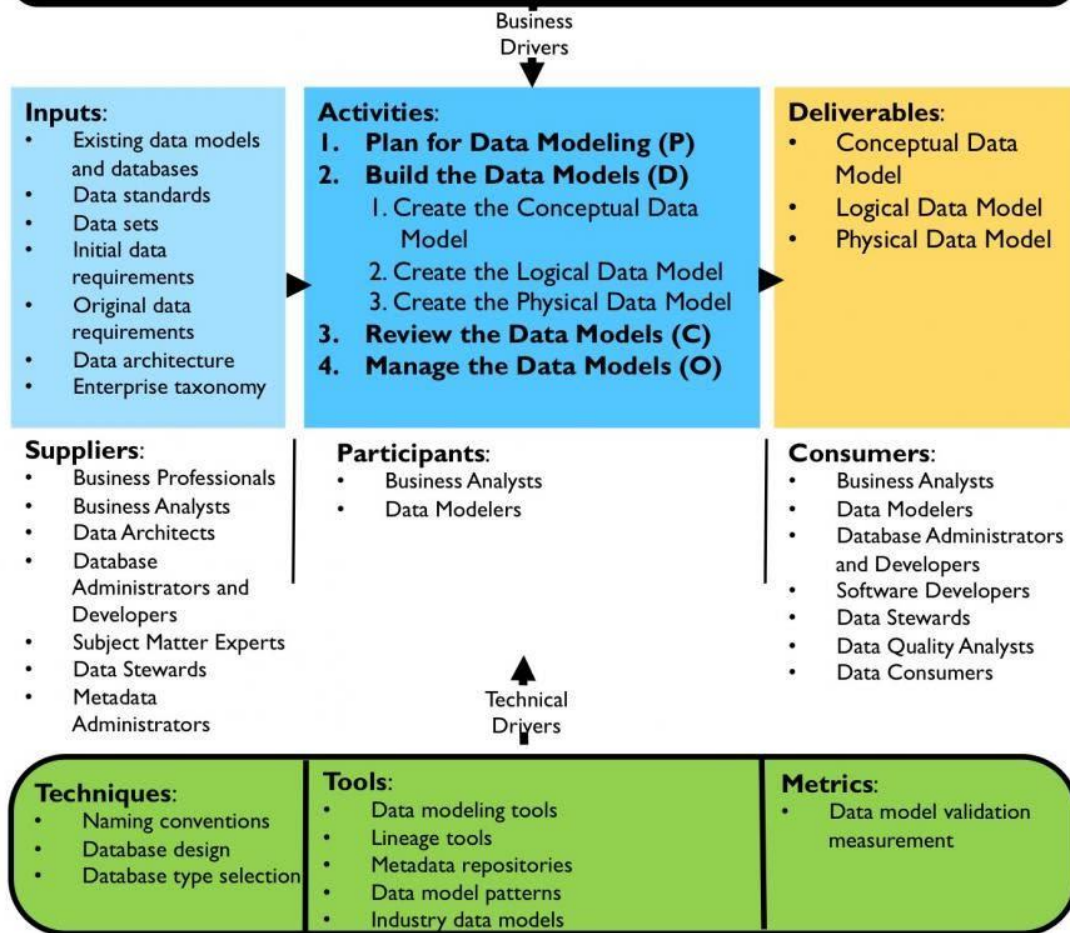 Business
Drivers
Inputs:
• Existing data models
and databases
• Data standards
• Data sets
• Initial data
requirements
• Original data
requirements
• Data architecture
• Enterprise taxonomy
Activities:
1. Plan for Data Modeling (P)
2. Build the Data Models (D)
1. Create the Conceptual Data
Model
2. Create the Logical Data Model
3. Create the Physical Data Model
3. Review the Data Models (C)
4. Manage the Data Models (O)
Deliverables:
• Conceptual Data
Model
• Logical Data Model
• Physical Data Model
Suppliers:
• Business Professionals
• Business Analysts
• Data Architects
• Database
Administrators and
Developers
• Subject Matter Experts
• Data Stewards
• Metadata
Administrators
Participants:
• Business Analysts
• Data Modelers
Consumers:
• Business Analysts
• Data Modelers
• Database Administrators
and Developers
• Software Developers
• Data Stewards
• Data Quality Analysts
• Data Consumers
Technical
Drivers
Techniques:
• Naming conventions
• Database design
• Database type selection
Tools:
• Data modeling tools
• Lineage tools
• Metadata repositories
• Data model patterns
• Industry data models
Metrics:
• Data model validation
measurement